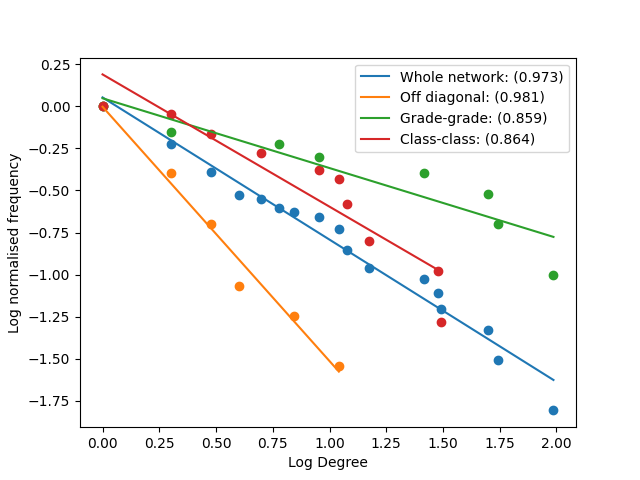 Whole network: (0.973)
Off diagonal: (0.981)
Grade-grade: (0.859)
Class-class: (0.864)
Log normalised frequency
0.25
0.00
−0.25
−0.50
−0.75
−1.00
−1.25
−1.50
−1.75
0.00 0.25 0.50 0.75 1.00 1.25 1.50 1.75 2.00
Log Degree